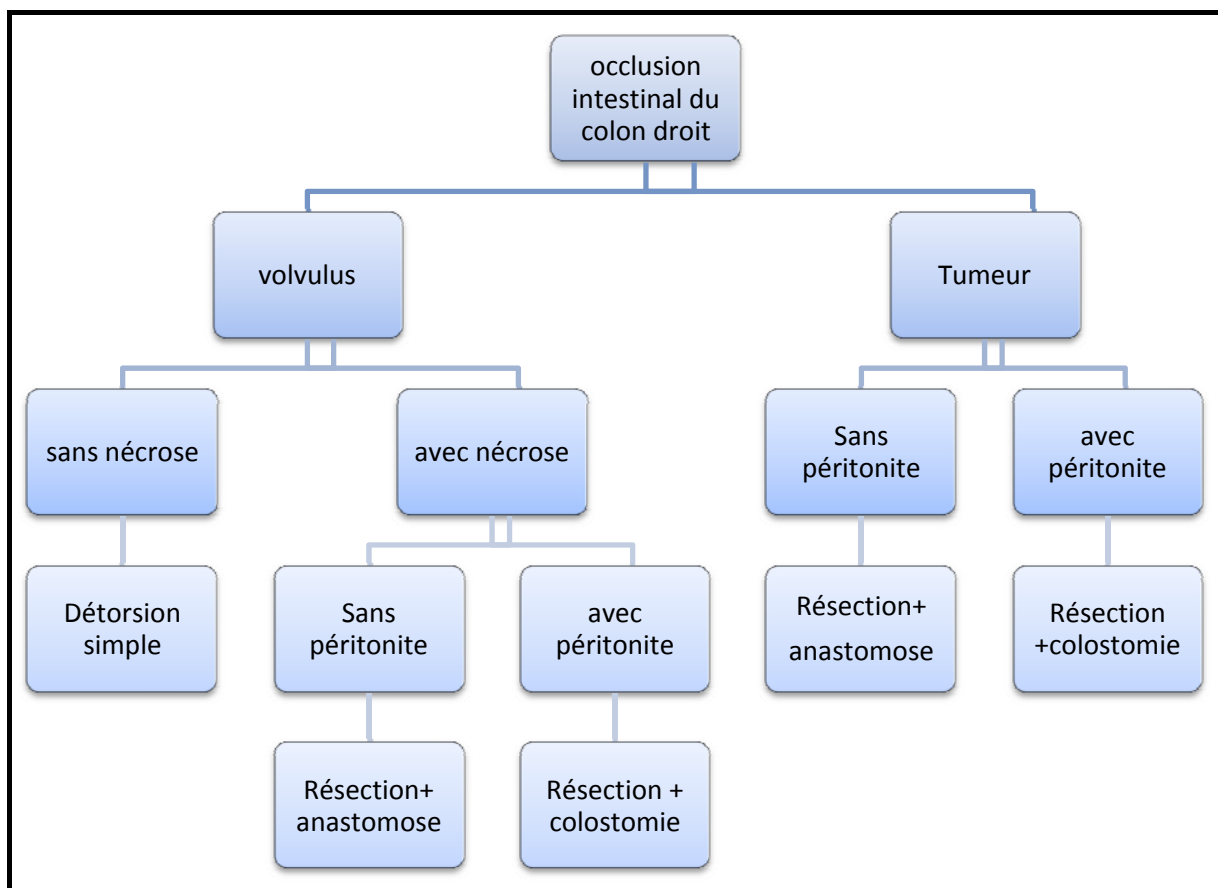 occlusion
intestinal du
colon droit
volvulus
Tumeur
sans nécrose
avec nécrose
Sans
péritonite
avec
péritonite
Détorsion
simple
Sans
péritonite
avec
péritonite
Résection+
anastomose
Résection
+colostomie
Résection+
anastomose
Résection +
colostomie